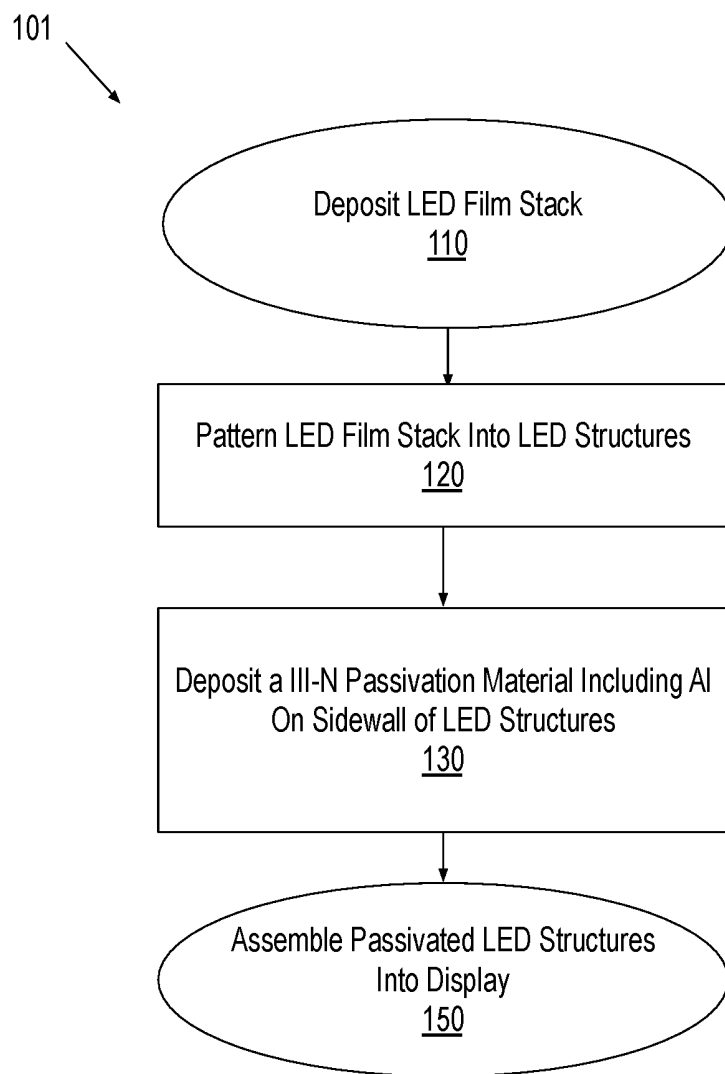 101
Deposit LED Film Stack
110
Pattern LED Film Stack Into LED Structures
120
Deposit a III-N Passivation Material Including Al
On Sidewall of LED Structures
130
Assemble Passivated LED Structures
Into Display
150